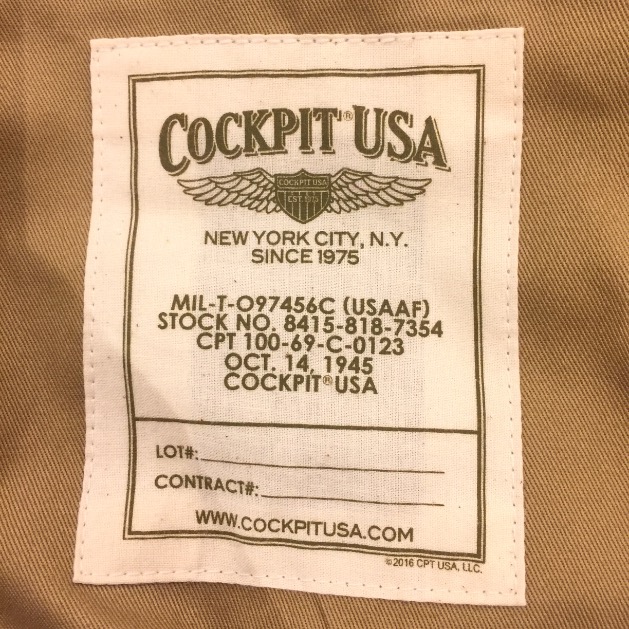 COCKPIT® USA
COCKPIT USA
EST 1975
NEW YORK CITY, N.Y.
SINCE 1975
MIL-T-O97456C (USAAF)
STOCK NO. 8415-818-7354
CPT 100-69-C-0123
OCT. 14, 1945
COCKPIT® USA
LOT#:
CONTRACT#:
WWW.COCKPITUSA.COM
©2016 CPT USA, LLC.